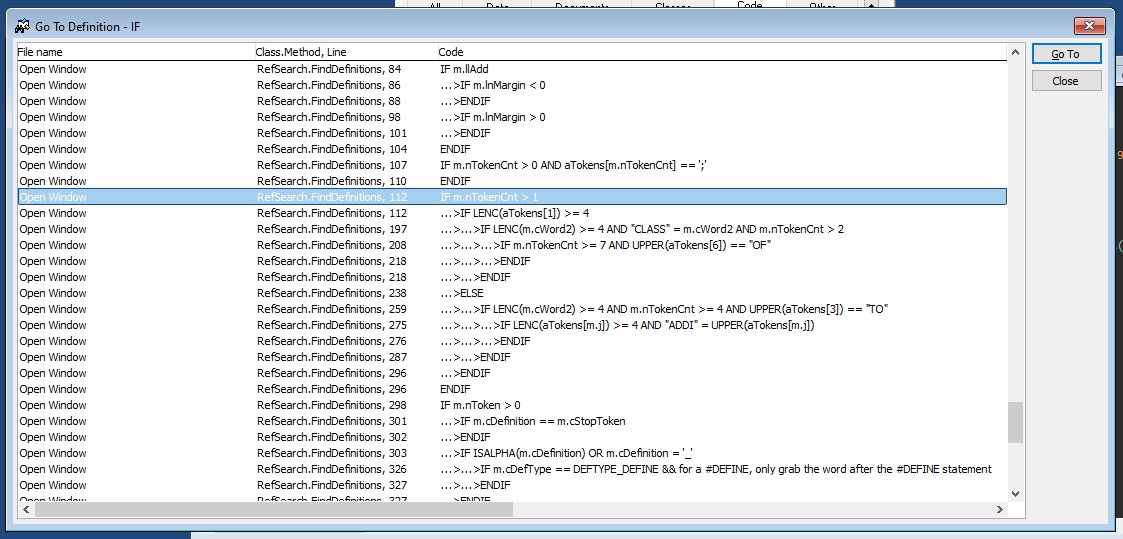 All Data Documents Classes Code Other
Go To Definition - IF
File name Class.Method, Line Code
Go To
Close
Open Window RefSearch.FindDefinitions, 84 IF m.llAdd
Open Window RefSearch.FindDefinitions, 86 ...>IF m.lnMargin < 0
Open Window RefSearch.FindDefinitions, 88 ...>ENDIF
Open Window RefSearch.FindDefinitions, 98 ...>IF m.lnMargin > 0
Open Window RefSearch.FindDefinitions, 101 ...>ENDIF
Open Window RefSearch.FindDefinitions, 104 ENDIF
Open Window RefSearch.FindDefinitions, 107 IF m.nTokenCnt > 0 AND aTokens[m.nTokenCnt] == ';'
Open Window RefSearch.FindDefinitions, 110 ENDIF
Open Window RefSearch.FindDefinitions, 112 IF m.nTokenCnt > 1
Open Window RefSearch.FindDefinitions, 112 ...>IF LENC(aTokens[1]) >= 4
Open Window RefSearch.FindDefinitions, 197 ...>...>IF LENC(m.cWord2) >= 4 AND "CLASS" = m.cWord2 AND m.nTokenCnt > 2
Open Window RefSearch.FindDefinitions, 208 ...>...>...>IF m.nTokenCnt >= 7 AND UPPER(aTokens[6]) == "OF"
Open Window RefSearch.FindDefinitions, 218 ...>...>...>ENDIF
Open Window RefSearch.FindDefinitions, 218 ...>...>ENDIF
Open Window RefSearch.FindDefinitions, 238 ...>ELSE
Open Window RefSearch.FindDefinitions, 259 ...>...>IF LENC(m.cWord2) >= 4 AND m.nTokenCnt >= 4 AND UPPER(aTokens[3]) == "TO"
Open Window RefSearch.FindDefinitions, 275 ...>...>...>IF LENC(aTokens[m.j]) >= 4 AND "ADDI" = UPPER(aTokens[m.j])
Open Window RefSearch.FindDefinitions, 276 ...>...>...>ENDIF
Open Window RefSearch.FindDefinitions, 287 ...>...>ENDIF
Open Window RefSearch.FindDefinitions, 296 ...>ENDIF
Open Window RefSearch.FindDefinitions, 296 ENDIF
Open Window RefSearch.FindDefinitions, 298 IF m.nToken > 0
Open Window RefSearch.FindDefinitions, 301 ...>IF m.cDefinition == m.cStopToken
Open Window RefSearch.FindDefinitions, 302 ...>ENDIF
Open Window RefSearch.FindDefinitions, 303 ...>IF ISALPHA(m.cDefinition) OR m.cDefinition = '_'
Open Window RefSearch.FindDefinitions, 326 ...>...>IF m.cDefType == DEFTYPE_DEFINE && for a #DEFINE, only grab the word after the #DEFINE statement
Open Window RefSearch.FindDefinitions, 327 ...>...>ENDIF
Open Window RefSearch.FindDefinitions, 327 ...>ENDIF